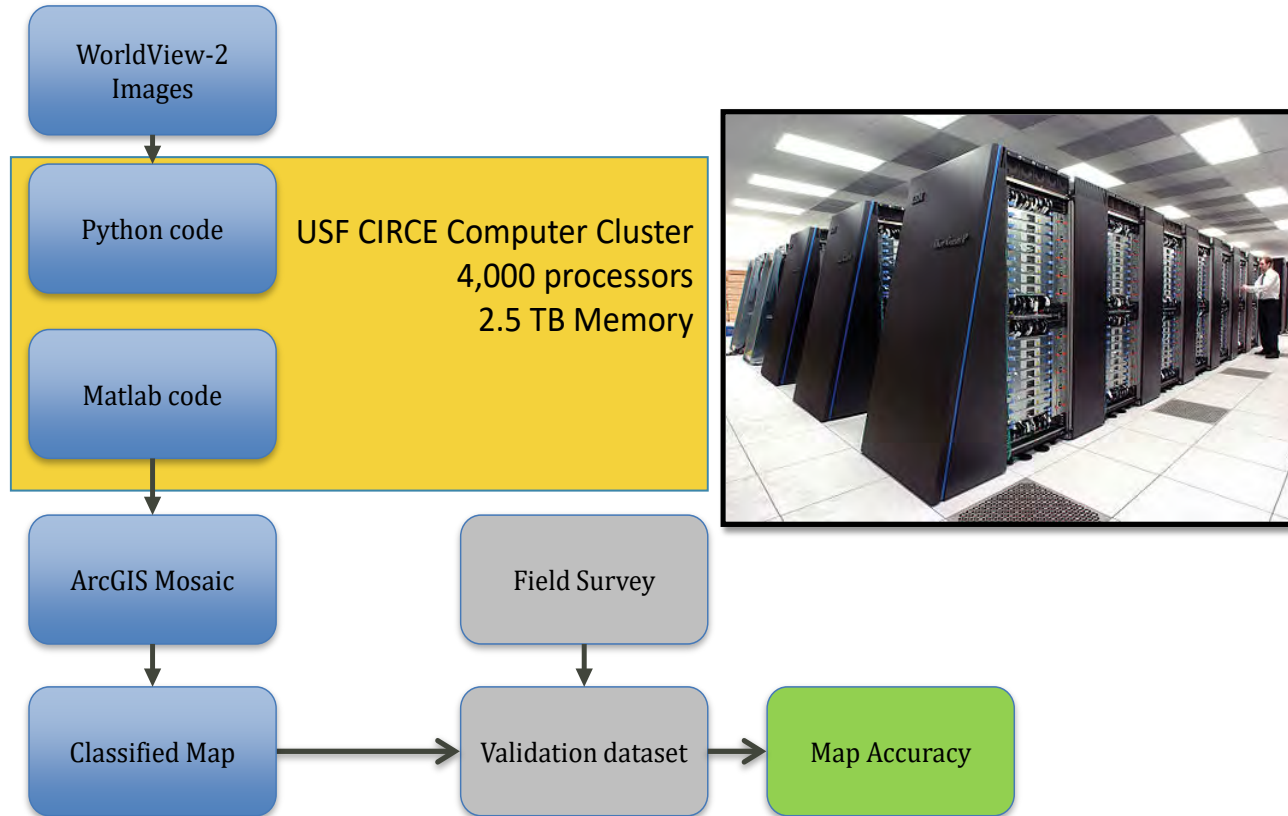 WorldView-2
Images
Python code
USF CIRCE Computer Cluster
4,000 processors
2.5 TB Memory
Matlab code
ArcGIS Mosaic
Field Survey
Classified Map
Validation dataset
Map Accuracy
IBM